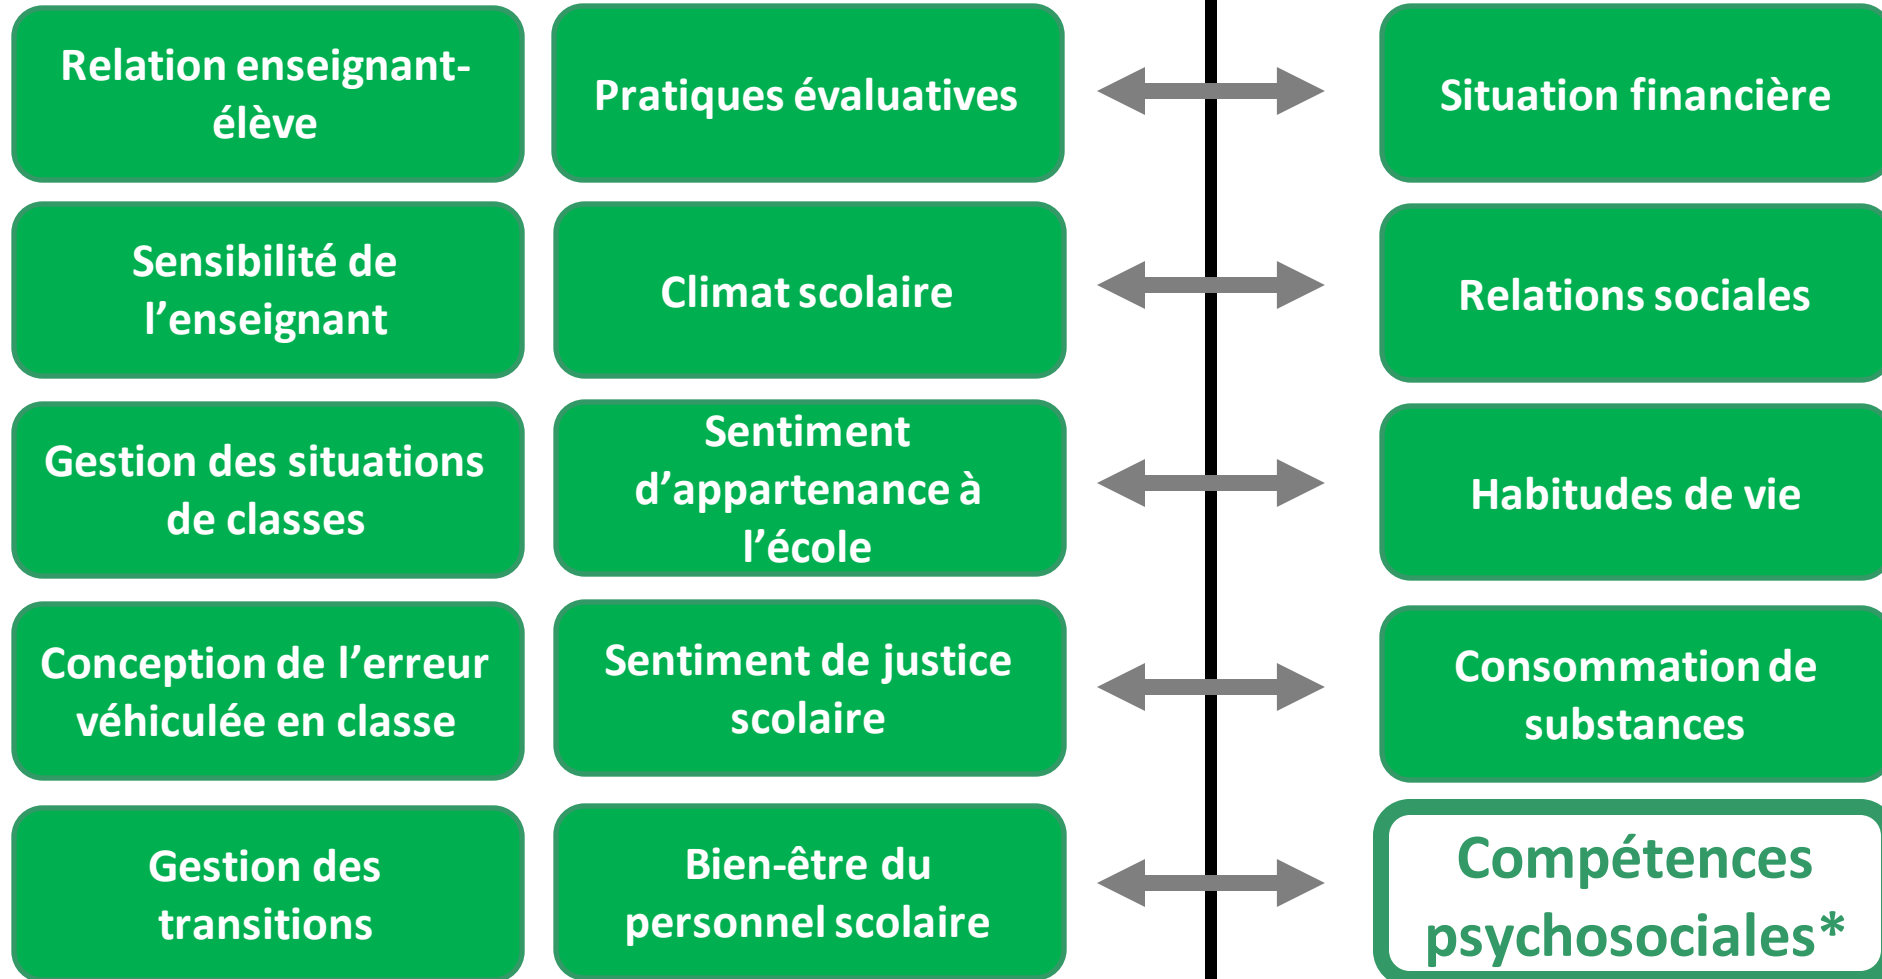 Relation enseignant-
élève
Pratiques évaluatives
Situation financière
Sensibilité de
l’enseignant
Climat scolaire
Relations sociales
Gestion des situations
de classes
Sentiment
d’appartenance à
l’école
Habitudes de vie
Conception de l’erreur
véhiculée en classe
Sentiment de justice
scolaire
Consommation de
substances
Gestion des
transitions
Bien-être du
personnel scolaire
Compétences
psychosociales*